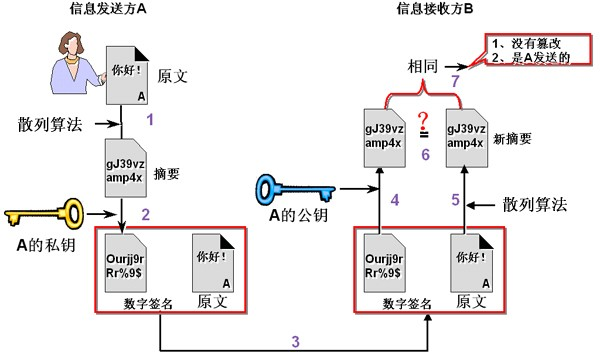 信息发送方A
信息接收方B
你好!
A
原文
1
散列算法
gJ39vz
amp4x
摘要
2
A的私钥
Ourjj9r
Rr%9$
数字签名
你好!
A
原文
3
A的公钥
4
Ourjj9r
Rr%9$
数字签名
你好!
A
原文
5
散列算法
gJ39vz
amp4x
?
=
6
gJ39vz
amp4x
新摘要
相同
7
1、没有篡改
2、是A发送的